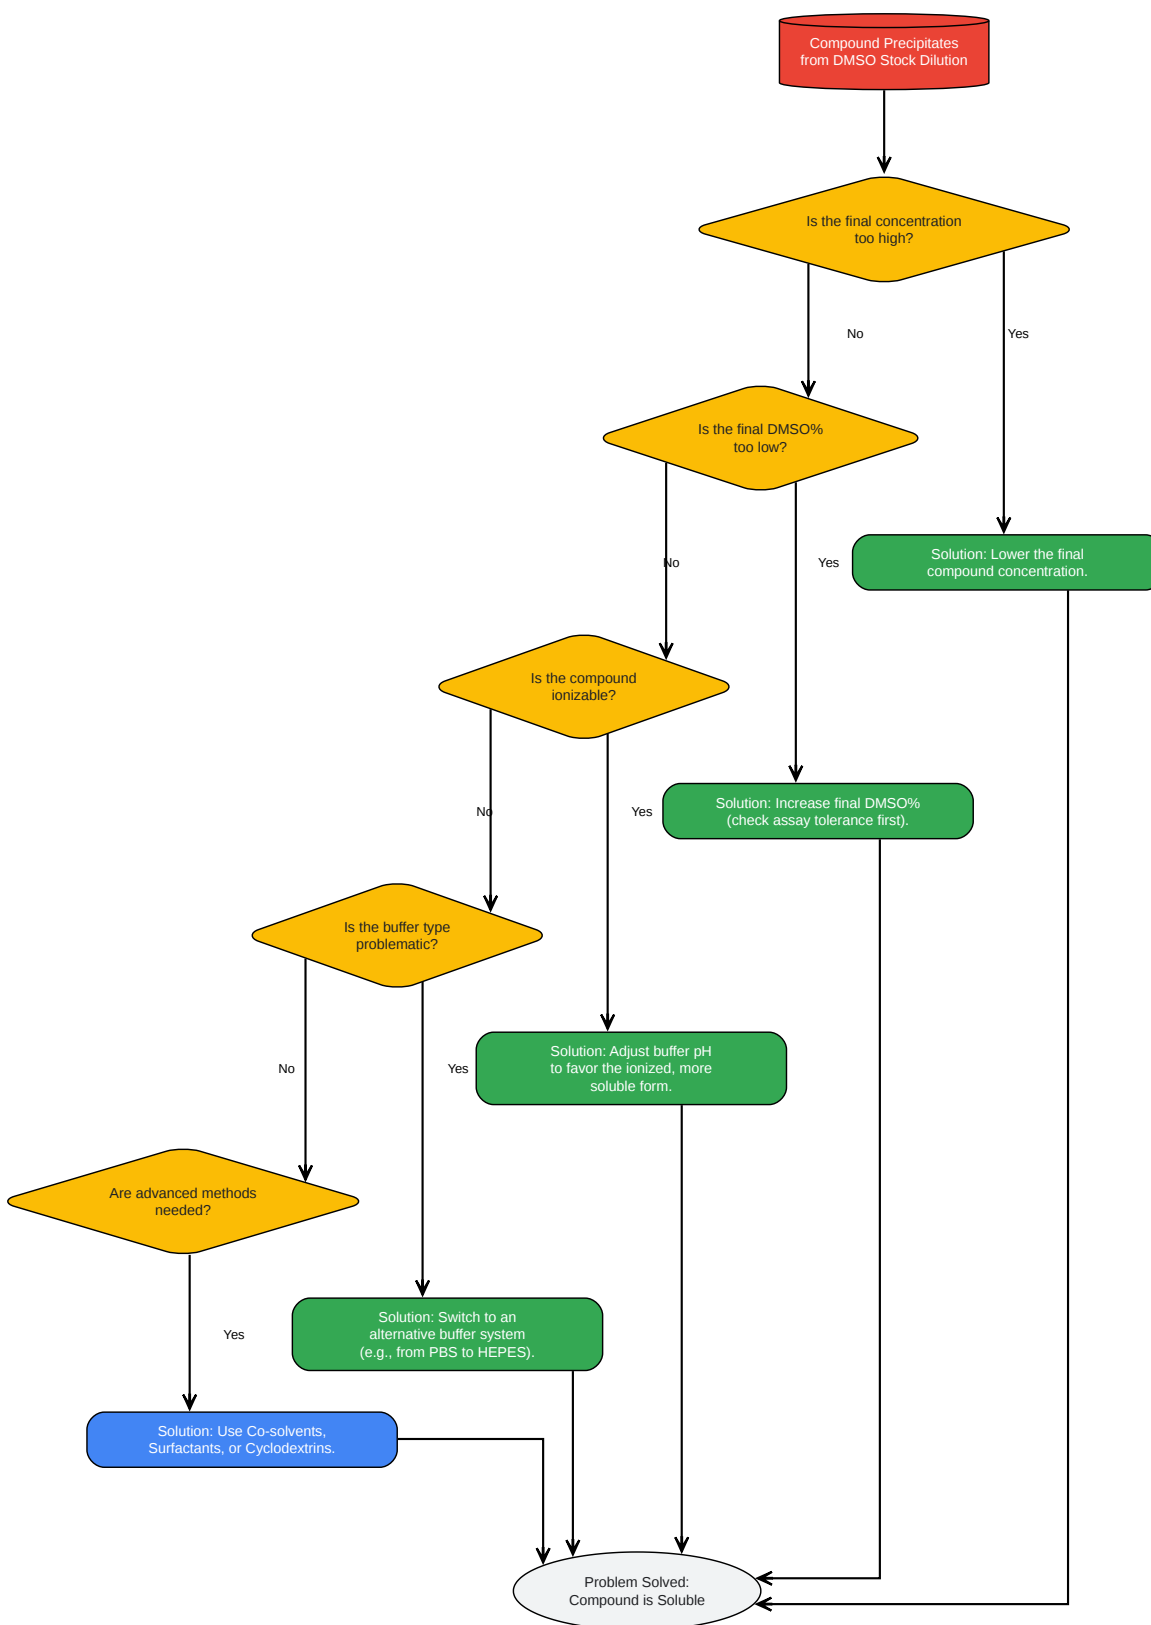 Compound Precipitates
from DMSO Stock Dilution
Is the final concentration
too high?
No
Yes
Is the final DMSO%
too low?
No
Yes
Solution: Lower the final
compound concentration.
Is the compound
ionizable?
No
Yes
Solution: Increase final DMSO%
(check assay tolerance first).
Is the buffer type
problematic?
No
Yes
Solution: Adjust buffer pH
to favor the ionized, more
soluble form.
Are advanced methods
needed?
Yes
Solution: Switch to an
alternative buffer system
(e.g., from PBS to HEPES).
Solution: Use Co-solvents,
Surfactants, or Cyclodextrins.
Problem Solved:
Compound is Soluble